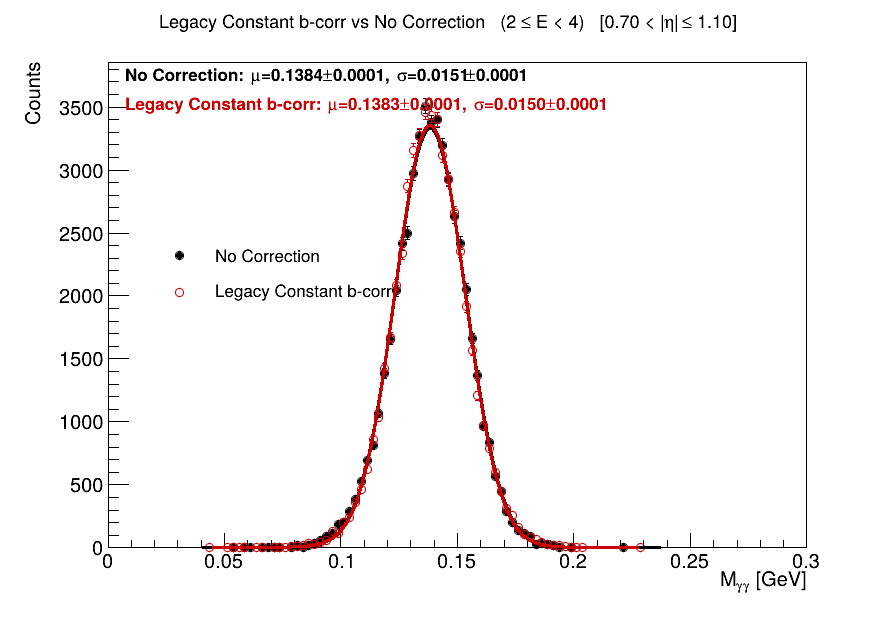 Legacy Constant b-corr vs No Correction (2 ≤ E < 4) [0.70 < |η| ≤ 1.10]
Counts
No Correction: μ=0.1384±0.0001, σ=0.0151±0.0001
Legacy Constant b-corr: μ=0.1383±0.0001, σ=0.0150±0.0001
3500
3000
2500
2000
1500
1000
500
0
No Correction
Legacy Constant b-corr
0 0.05 0.1 0.15 0.2 0.25 0.3
Mγγ [GeV]